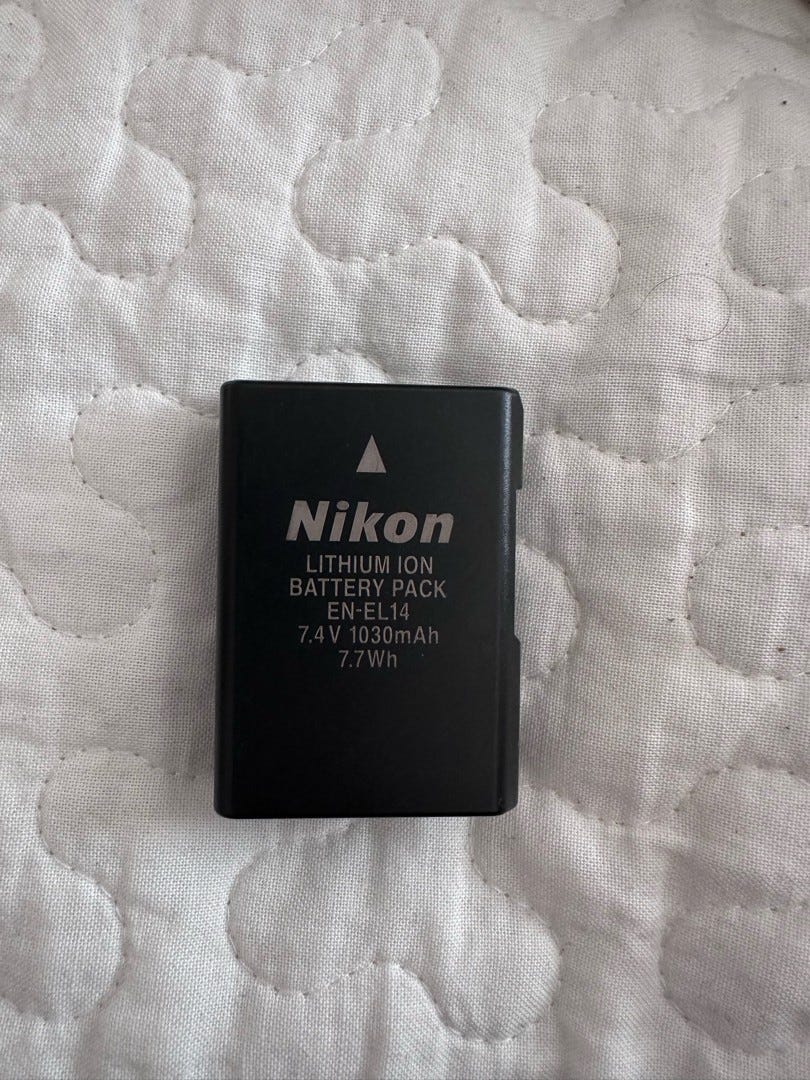 Nikon
LITHIUM ION
BATTERY PACK
EN-EL14
7.4V 1030mAh
7.7Wh